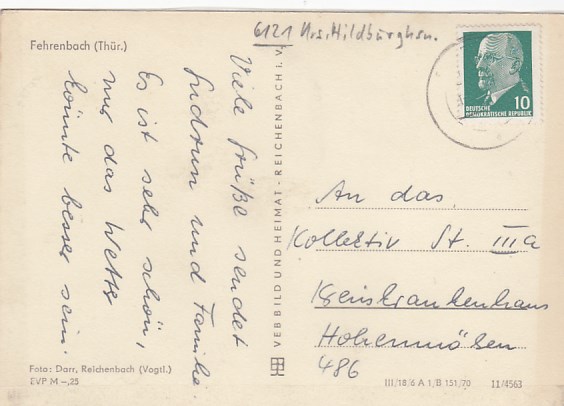 Fehrenbach (Thür.)
6121 Krs. Hildburghsn.
Viele Grüße sendet
Gudrun und Familie.
Es ist sehr schön,
nur das Wetter
könnte besser sein.
VEB BILD UND HEIMAT · REICHENBACH i. V.
10
DEUTSCHE
DEMOKRATISCHE REPUBLIK
An das
Kollektiv St. IIIa
Kreiskrankenhaus
Hohenmölsen
486
Foto: Darr, Reichenbach (Vogtl.)
EVP M -,25
III/18/6 A 1/B 151/70 11/4563